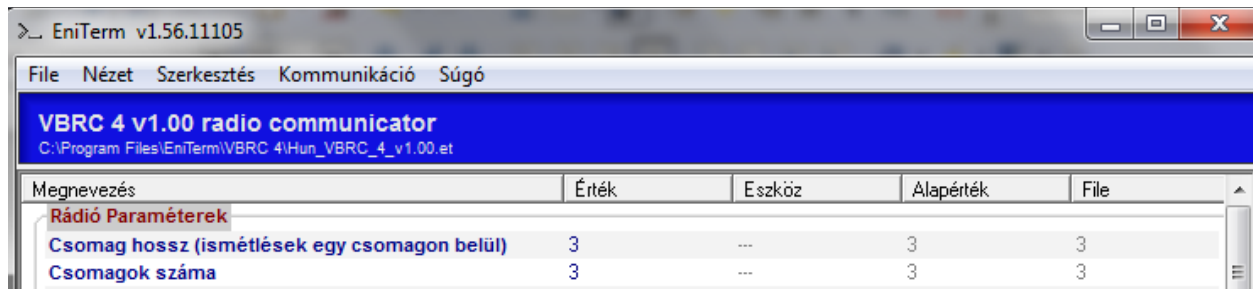 EniTerm v1.56.11105
File Nézet Szerkesztés Kommunikáció Súgó
VBRC 4 v1.00 radio communicator
C:\Program Files\EniTerm\VBRC 4\Hun_VBRC_4_v1.00.et
Megnevezés Érték Eszköz Alapérték File
Rádió Paraméterek
Csomag hossz (ismétlések egy csomagon belül) 3 --- 3 3
Csomagok száma 3 --- 3 3